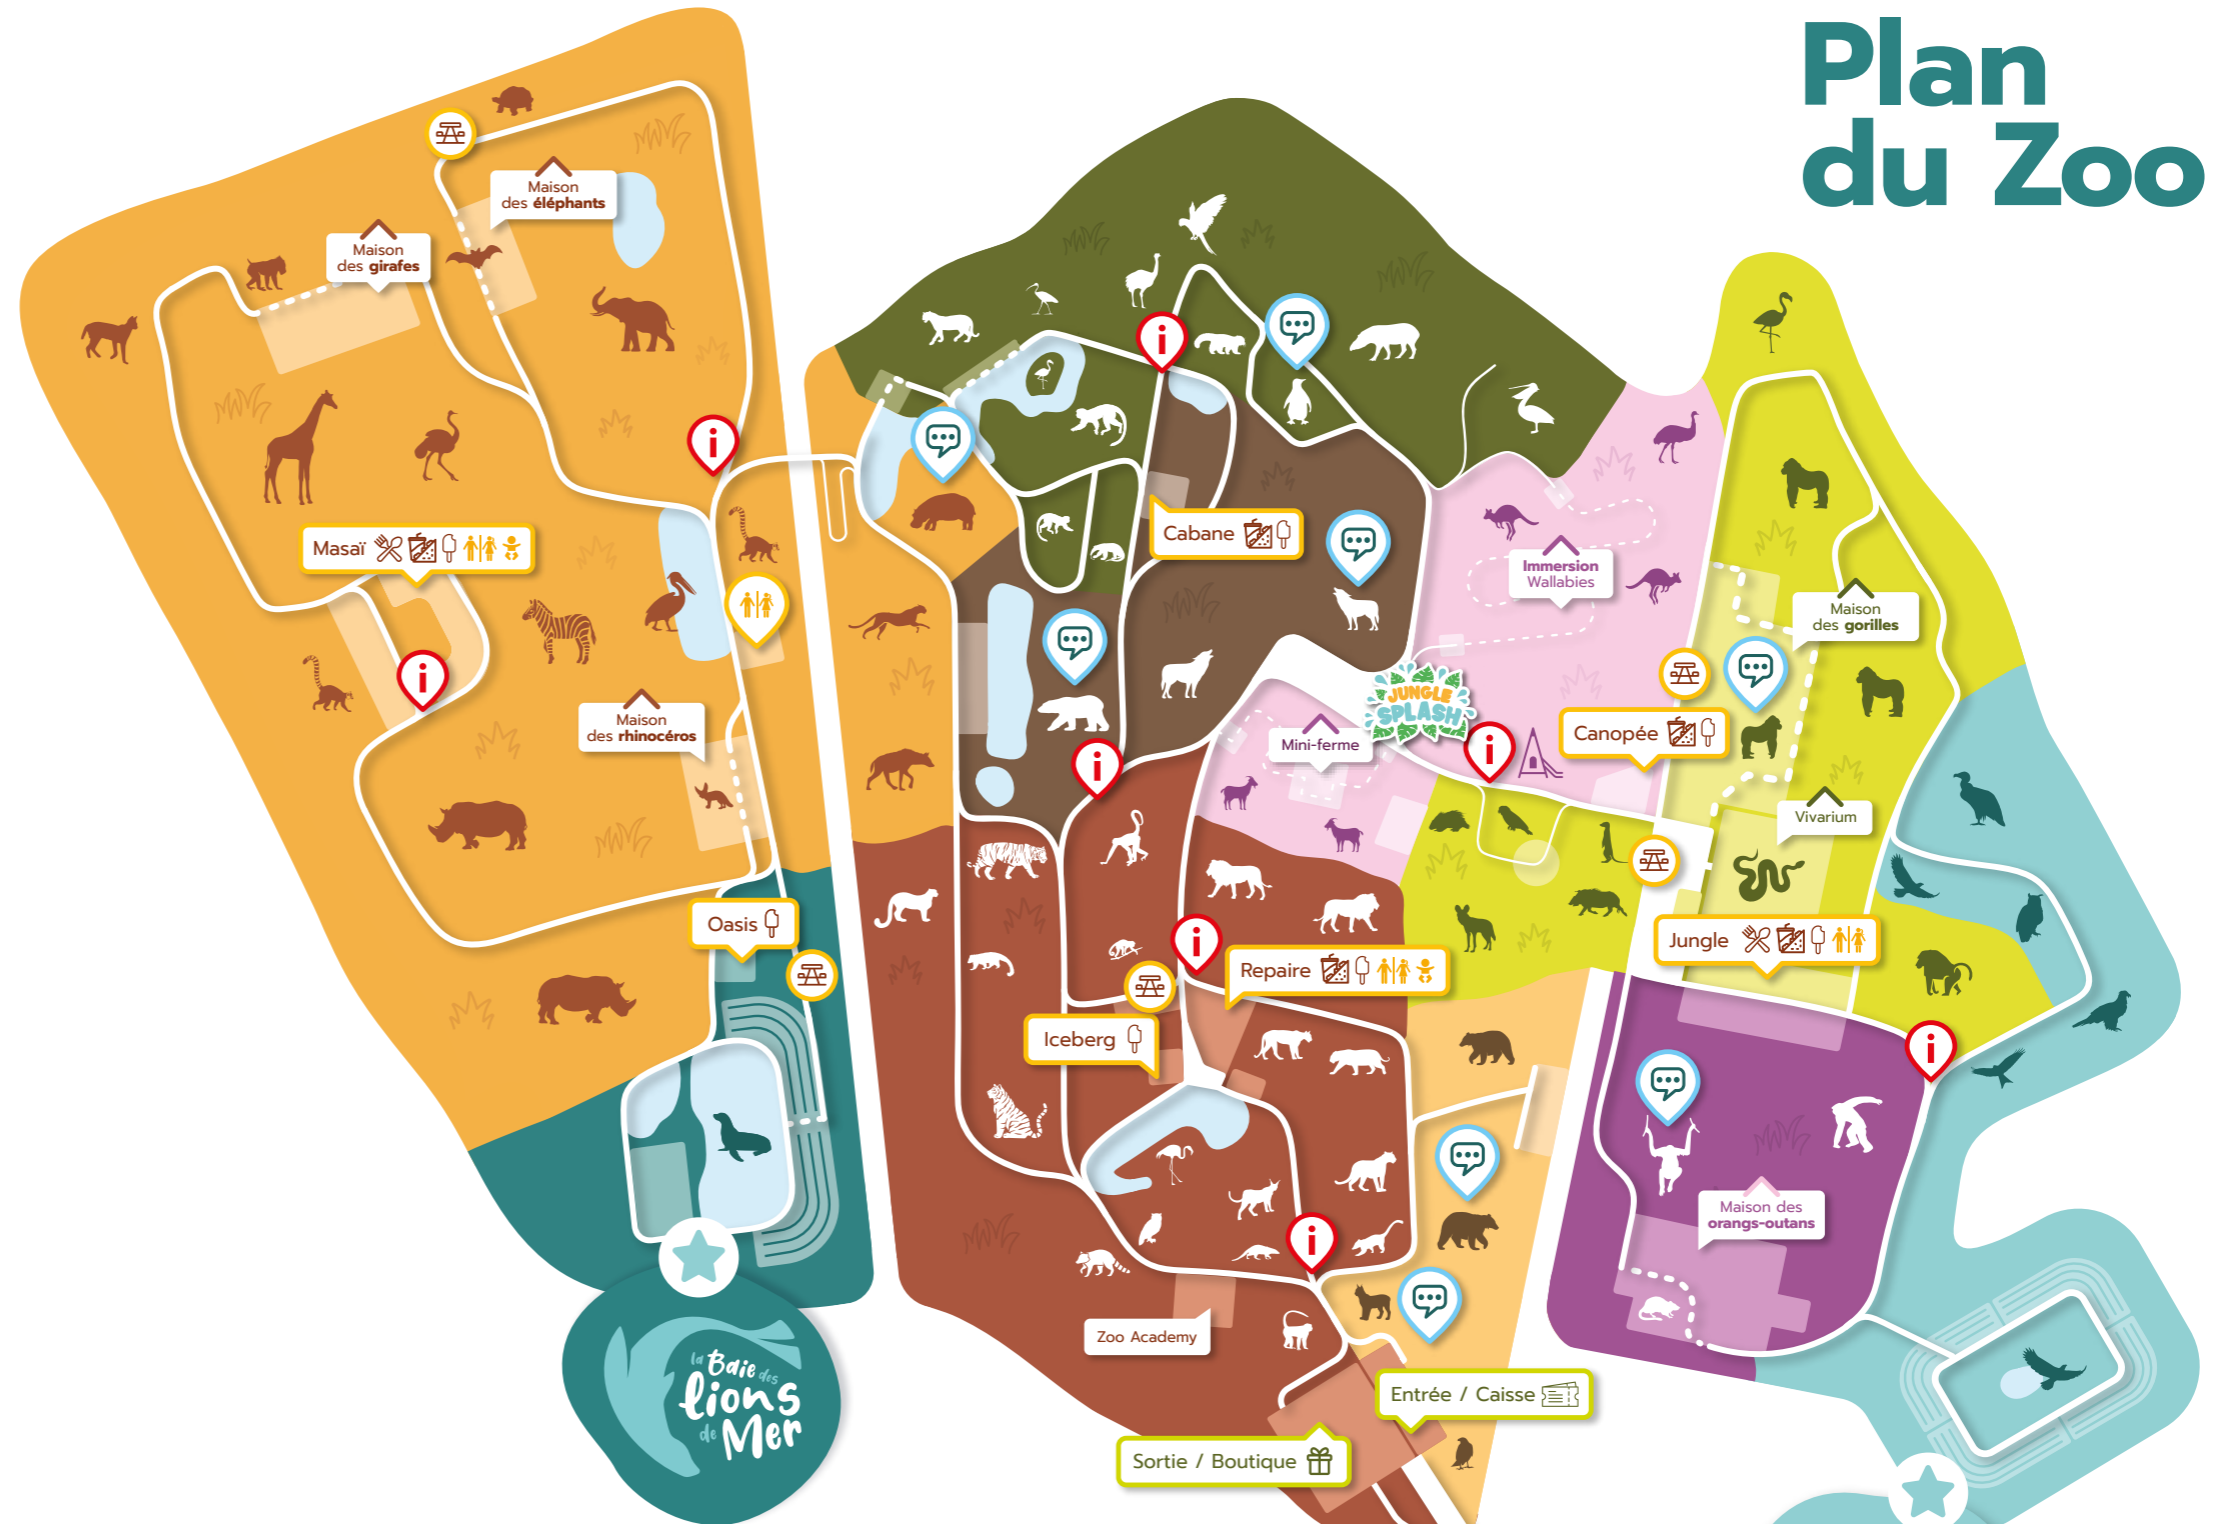 Plan
du Zoo
Maison
des éléphants
Maison
des girafes
Masaï
Cabane
Immersion
Wallabies
Maison
des gorilles
JUNGLE
SPLASH
Maison
des rhinocéros
Mini-ferme
Canopée
Vivarium
Oasis
Repaire
Jungle
Iceberg
Maison des
orangs-outans
Zoo Academy
la Baie des
lions
de Mer
Entrée / Caisse
Sortie / Boutique
i
i
i
i
i
i
i
i